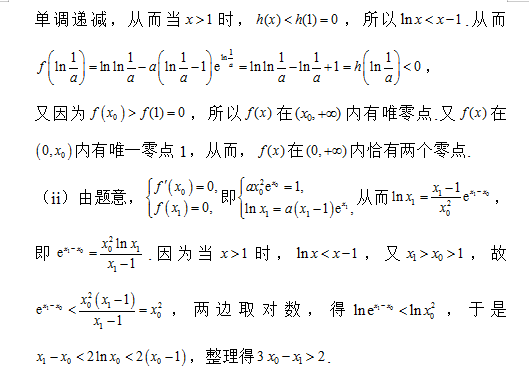 单调递减，从而当 x>1 时，h(x)<h(1)=0，所以 ln x<x−1.从而
f(ln 1/a)=ln ln 1/a−a(ln 1/a−1)e^{ln 1/a}=ln ln 1/a−ln 1/a+1=h(ln 1/a)<0，
又因为 f(x₀)>f(1)=0，所以 f(x) 在 (x₀,+∞) 内有唯零点.又 f(x) 在
(0,x₀) 内有唯一零点 1，从而，f(x) 在 (0,+∞) 内恰有两个零点.
（ii）由题意，{f′(x₀)=0, f(x₁)=0, 即 {ax₀²e^{x₀}=1, ln x₁=a(x₁−1)e^{x₁}, 从而 ln x₁=(x₁−1)/x₀² e^{x₁−x₀}，
即 e^{x₁−x₀}=x₀² ln x₁/(x₁−1).因为当 x>1 时，ln x<x−1，又 x₁>x₀>1，故
e^{x₁−x₀}<x₀²(x₁−1)/(x₁−1)=x₀²，两边取对数，得 ln e^{x₁−x₀}<ln x₀²，于是
x₁−x₀<2ln x₀<2(x₀−1)，整理得 3x₀−x₁>2.